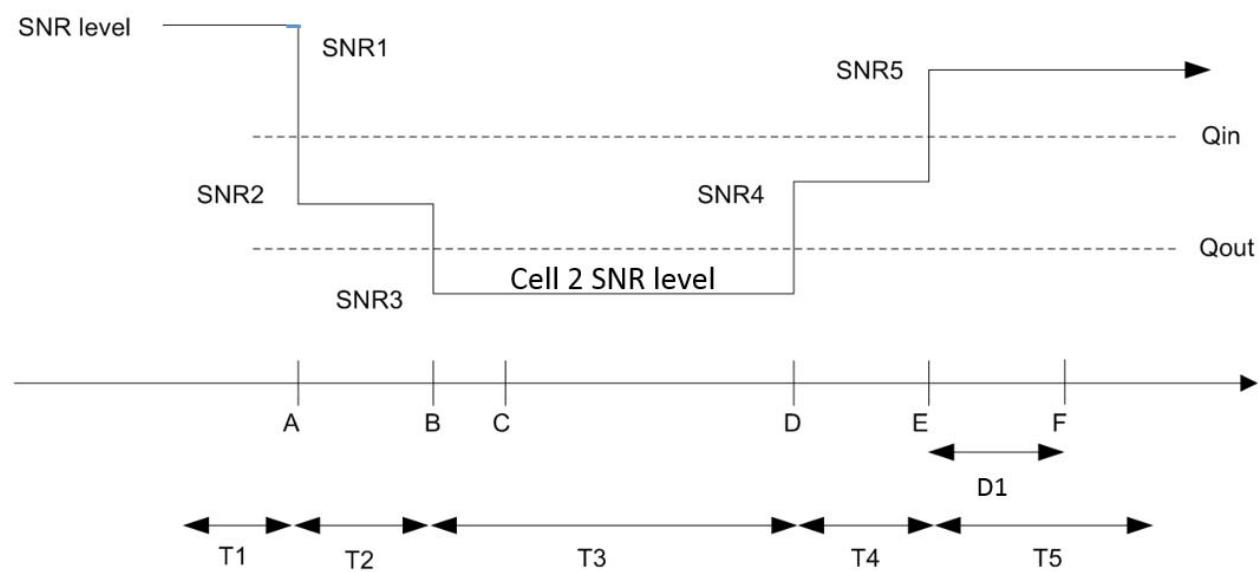 SNR level
SNR1
SNR5
Qin
SNR2
SNR4
Qout
Cell 2 SNR level
SNR3
A B C D E F
D1
T1 T2 T3 T4 T5